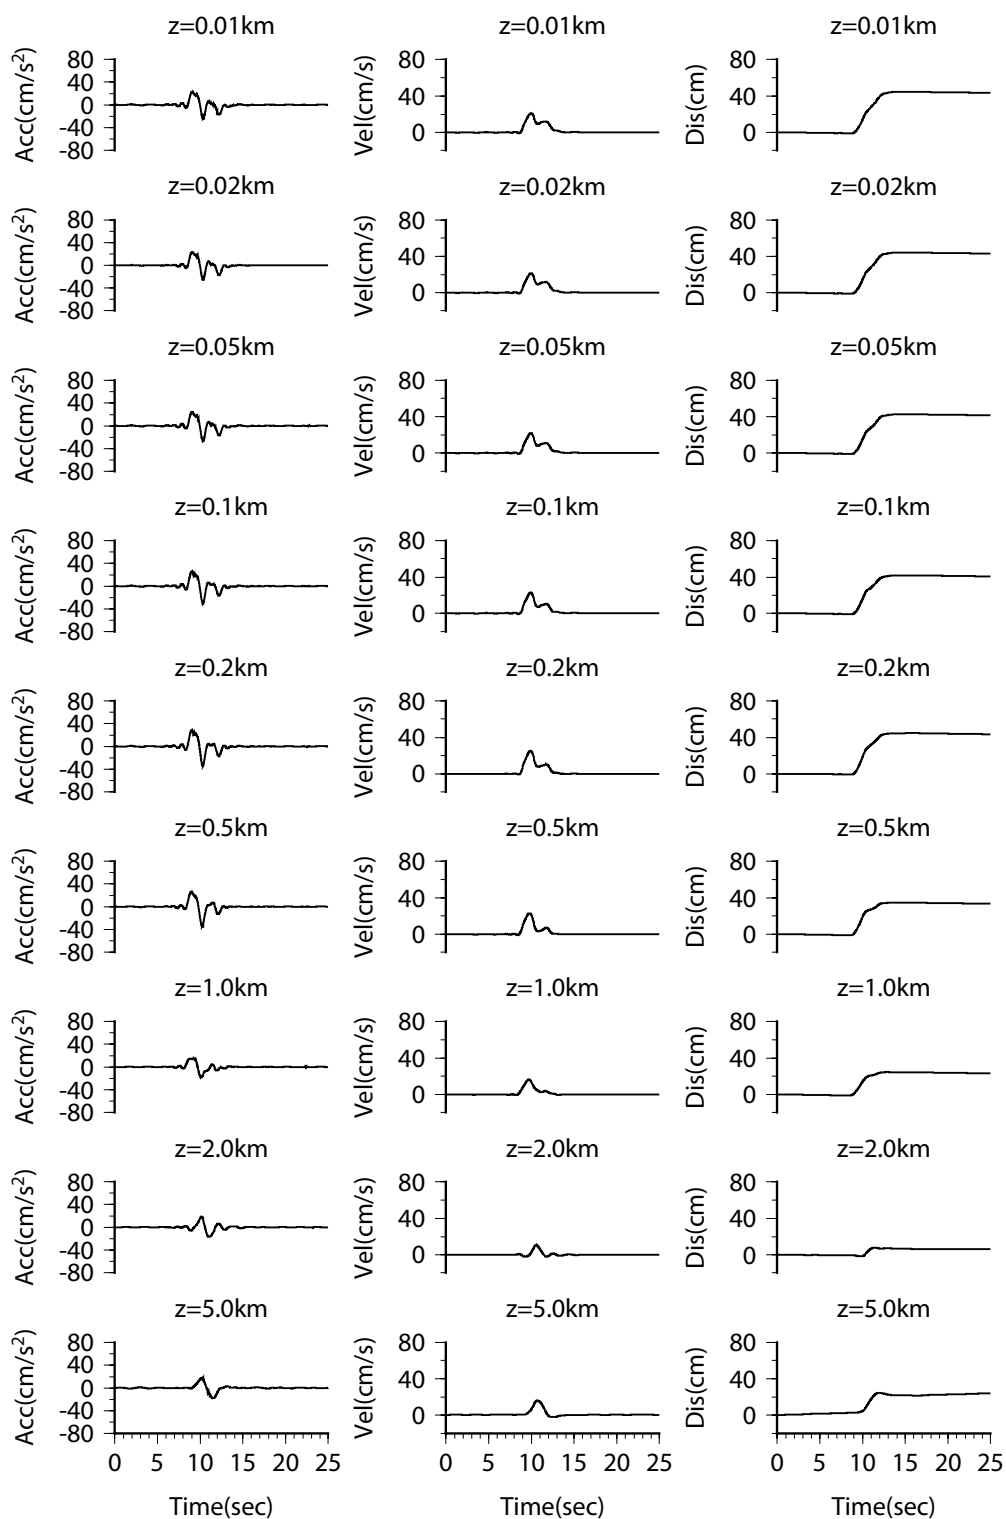 z=0.01km z=0.01km z=0.01km
Acc(cm/s²) 80 40 0 -40 -80 Vel(cm/s) 80 40 0 Dis(cm) 80 40 0
z=0.02km z=0.02km z=0.02km
Acc(cm/s²) 80 40 0 -40 -80 Vel(cm/s) 80 40 0 Dis(cm) 80 40 0
z=0.05km z=0.05km z=0.05km
Acc(cm/s²) 80 40 0 -40 -80 Vel(cm/s) 80 40 0 Dis(cm) 80 40 0
z=0.1km z=0.1km z=0.1km
Acc(cm/s²) 80 40 0 -40 -80 Vel(cm/s) 80 40 0 Dis(cm) 80 40 0
z=0.2km z=0.2km z=0.2km
Acc(cm/s²) 80 40 0 -40 -80 Vel(cm/s) 80 40 0 Dis(cm) 80 40 0
z=0.5km z=0.5km z=0.5km
Acc(cm/s²) 80 40 0 -40 -80 Vel(cm/s) 80 40 0 Dis(cm) 80 40 0
z=1.0km z=1.0km z=1.0km
Acc(cm/s²) 80 40 0 -40 -80 Vel(cm/s) 80 40 0 Dis(cm) 80 40 0
z=2.0km z=2.0km z=2.0km
Acc(cm/s²) 80 40 0 -40 -80 Vel(cm/s) 80 40 0 Dis(cm) 80 40 0
z=5.0km z=5.0km z=5.0km
Acc(cm/s²) 80 40 0 -40 -80 Vel(cm/s) 80 40 0 Dis(cm) 80 40 0
0 5 10 15 20 25 0 5 10 15 20 25 0 5 10 15 20 25
Time(sec) Time(sec) Time(sec)